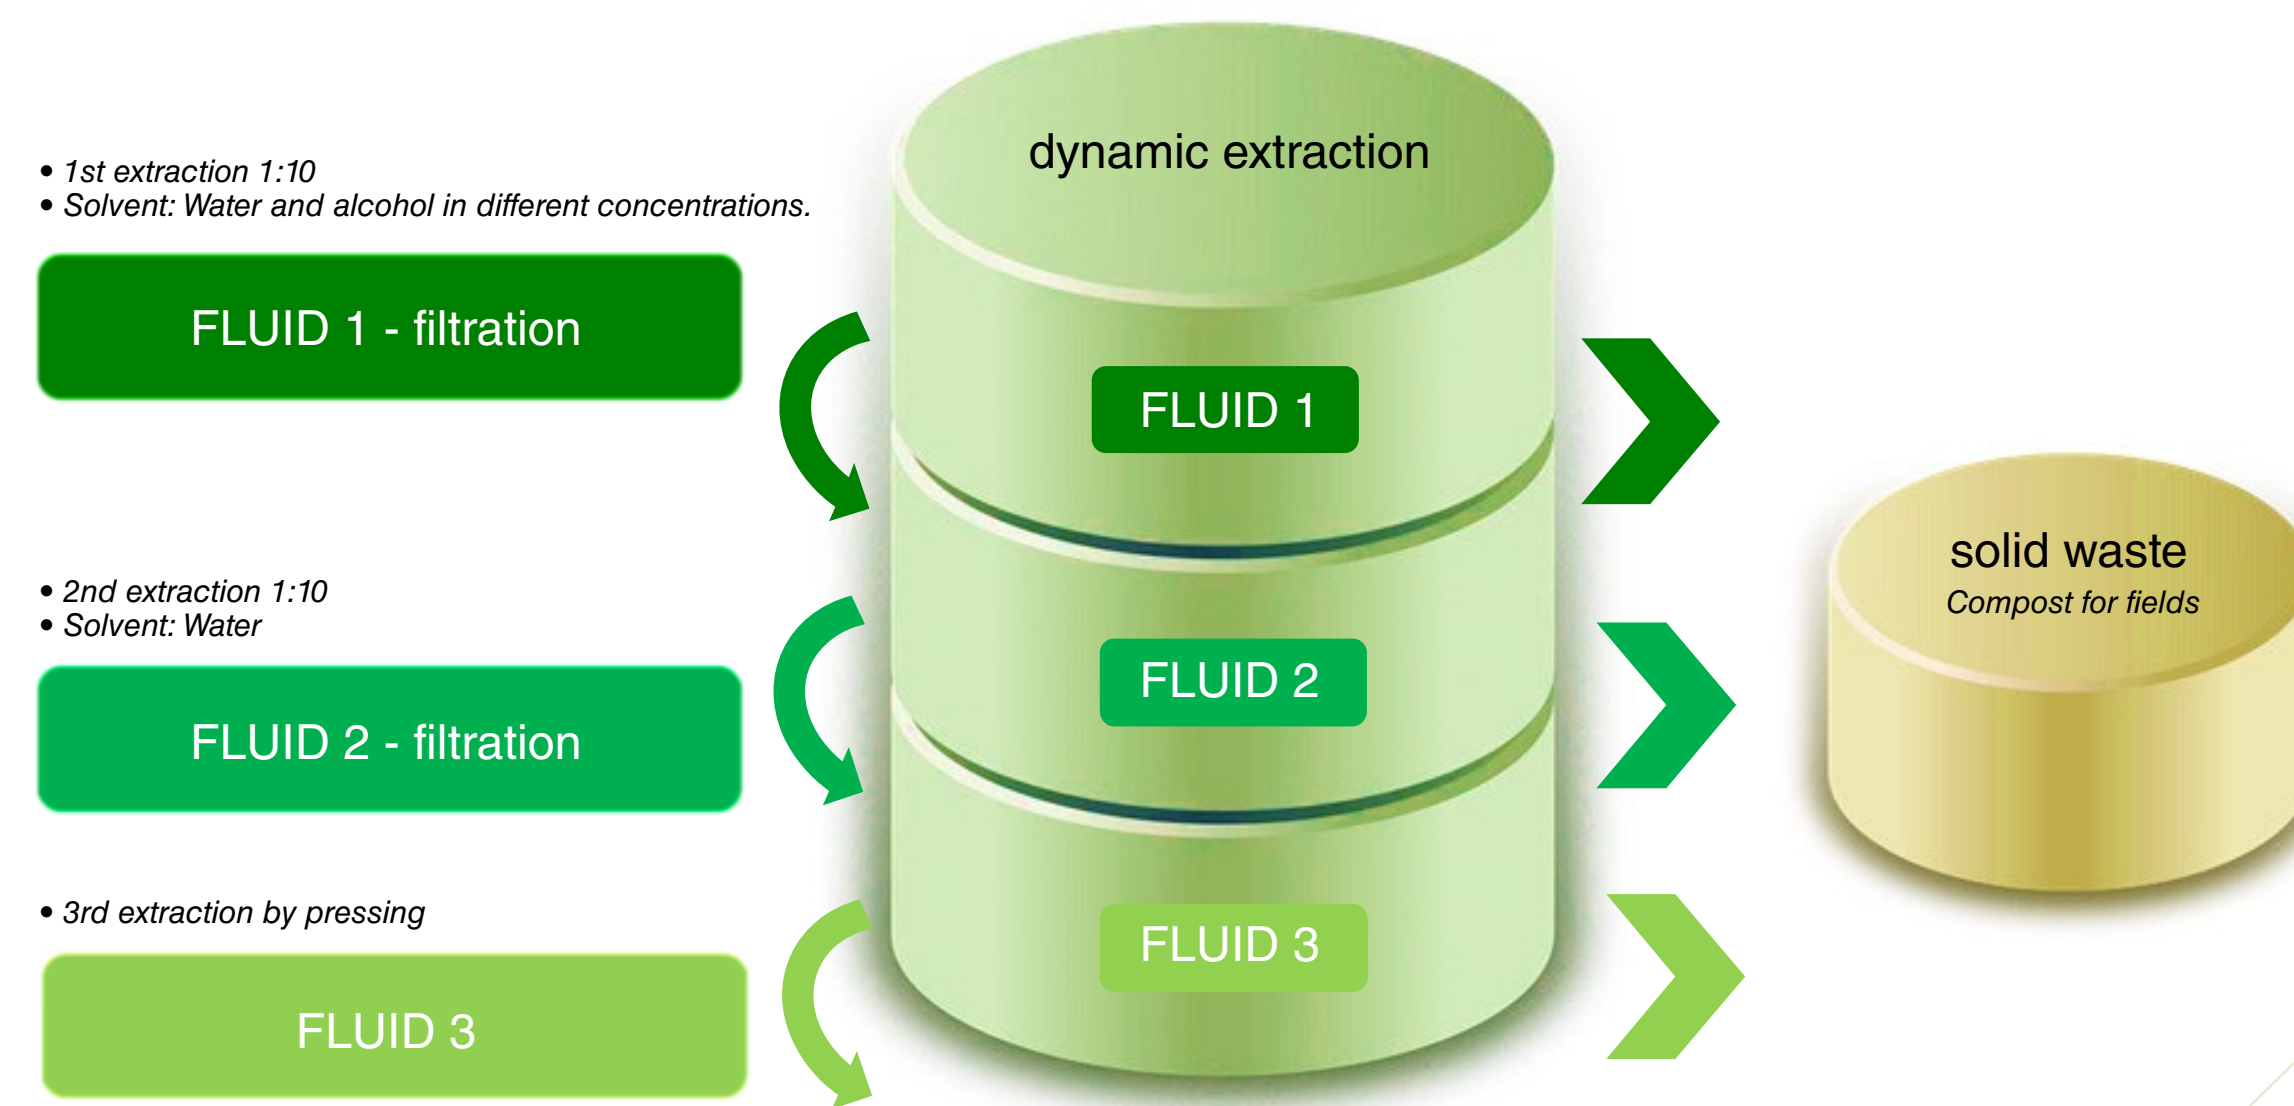 dynamic extraction
• 1st extraction 1:10
• Solvent: Water and alcohol in different concentrations.
FLUID 1 - filtration
FLUID 1
• 2nd extraction 1:10
• Solvent: Water
FLUID 2 - filtration
FLUID 2
• 3rd extraction by pressing
FLUID 3
FLUID 3
solid waste
Compost for fields